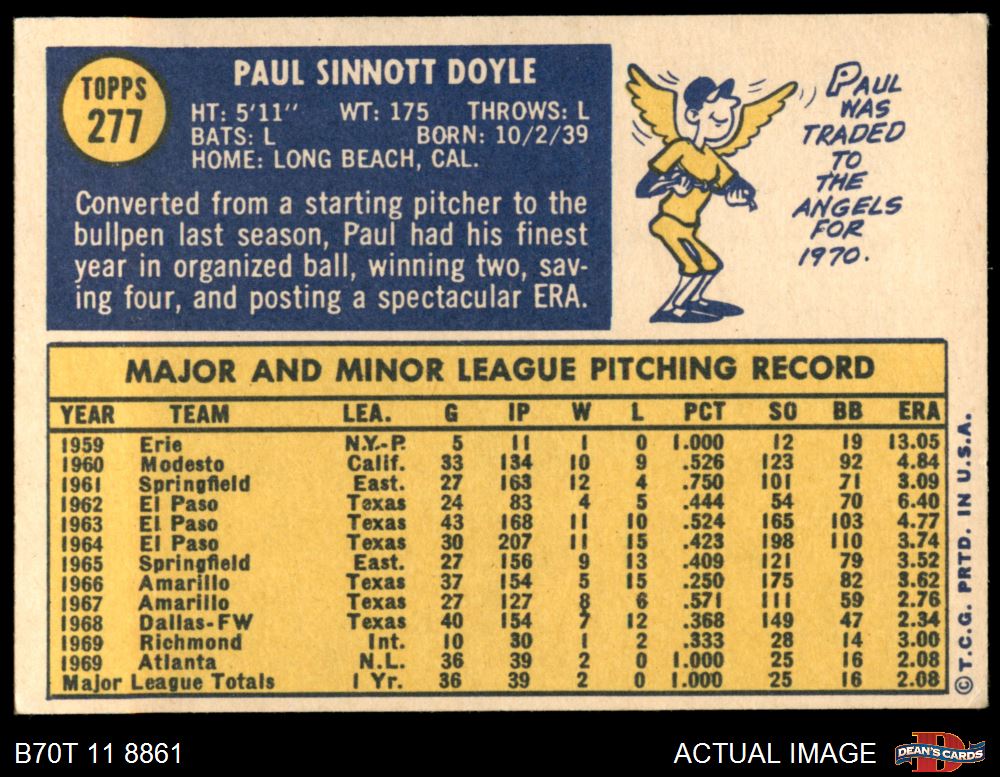 TOPPS
277
PAUL SINNOTT DOYLE
HT: 5'11" WT: 175 THROWS: L
BATS: L BORN: 10/2/39
HOME: LONG BEACH, CAL.
Converted from a starting pitcher to the
bullpen last season, Paul had his finest
year in organized ball, winning two, sav-
ing four, and posting a spectacular ERA.
PAUL
WAS
TRADED
TO
THE
ANGELS
FOR
1970.
MAJOR AND MINOR LEAGUE PITCHING RECORD
YEAR TEAM LEA. G IP W L PCT SO BB ERA
1959 Erie N.Y.-P. 5 11 1 0 1.000 12 19 13.05
1960 Modesto Calif. 33 134 10 9 .526 123 92 4.84
1961 Springfield East. 27 163 12 4 .750 101 71 3.09
1962 El Paso Texas 24 83 4 5 .444 54 70 6.40
1963 El Paso Texas 43 168 11 10 .524 165 103 4.77
1964 El Paso Texas 30 207 11 15 .423 198 110 3.74
1965 Springfield East. 27 156 9 13 .409 121 79 3.52
1966 Amarillo Texas 37 154 5 15 .250 175 82 3.62
1967 Amarillo Texas 27 127 8 6 .571 111 59 2.76
1968 Dallas-FW Texas 40 154 7 12 .368 149 47 2.34
1969 Richmond Int. 10 30 1 2 .333 28 14 3.00
1969 Atlanta N.L. 36 39 2 0 1.000 25 16 2.08
Major League Totals 1 Yr. 36 39 2 0 1.000 25 16 2.08
© T.C.G. PRTD. IN U.S.A.
B70T 11 8861
ACTUAL IMAGE
DEAN'S CARDS